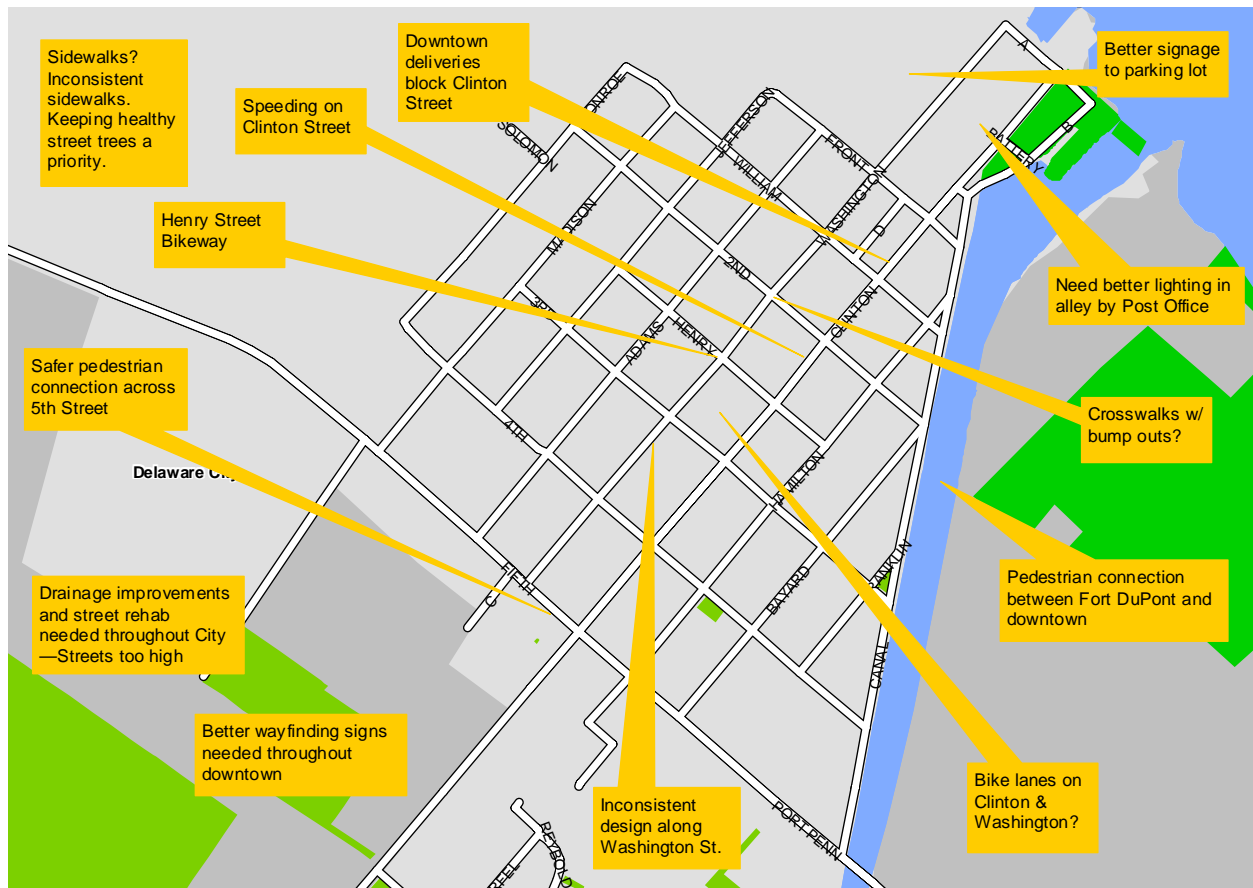 Sidewalks?
Inconsistent
sidewalks.
Keeping healthy
street trees a
priority.
Speeding on
Clinton Street
Downtown
deliveries
block Clinton
Street
Better signage
to parking lot
Henry Street
Bikeway
Need better lighting in
alley by Post Office
Safer pedestrian
connection across
5th Street
Crosswalks w/
bump outs?
Drainage improvements
and street rehab
needed throughout City
—Streets too high
Pedestrian connection
between Fort DuPont and
downtown
Better wayfinding signs
needed throughout
downtown
Inconsistent
design along
Washington St.
Bike lanes on
Clinton &
Washington?
Delaware City
SOLOMON
JEFFERSON
WILLIAM
FRONT
A
B
BATTERY
MADISON
WASHINGTON
D
2ND
CLINTON
ADAMS
HENRY
4TH
HAMILTON
FIFTH
G
BAYARD
CANAL
PORT PENN
REYBOLD